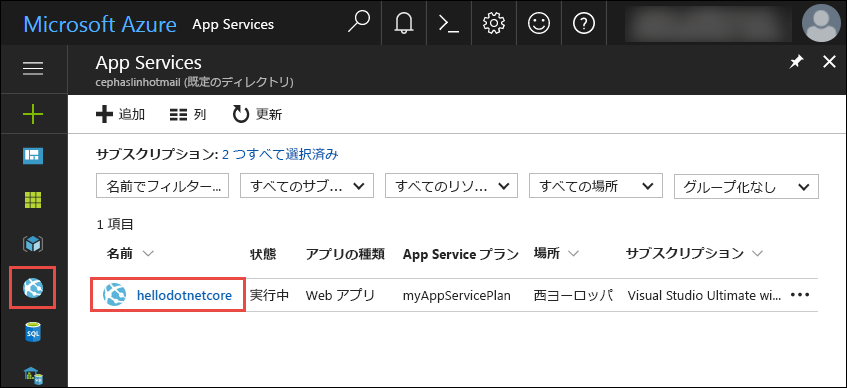 Microsoft Azure App Services
App Services
cephaslinhotmail (既定のディレクトリ)
追加 列 更新
サブスクリプション: 2 つすべて選択済み
名前でフィルター... すべてのサブ... すべてのリソ... すべての場所 グループ化なし
1 項目
名前 状態 アプリの種類 App Service プラン 場所 サブスクリプション
hellodotnetcore 実行中 Web アプリ myAppServicePlan 西ヨーロッパ Visual Studio Ultimate wi...
SQL